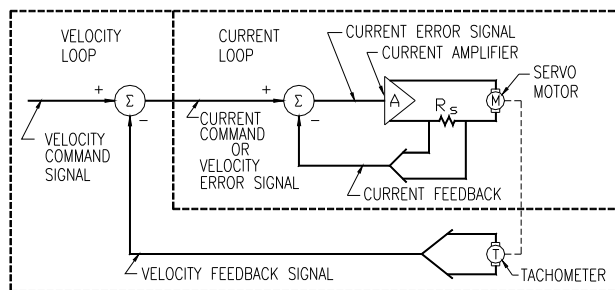 VELOCITY
LOOP
CURRENT
LOOP
CURRENT ERROR SIGNAL
CURRENT AMPLIFIER
SERVO
MOTOR
+
Σ
−
+
Σ
−
A
M
R s
VELOCITY
COMMAND
SIGNAL
CURRENT
COMMAND
OR
VELOCITY
ERROR SIGNAL
CURRENT FEEDBACK
VELOCITY FEEDBACK SIGNAL
T
TACHOMETER